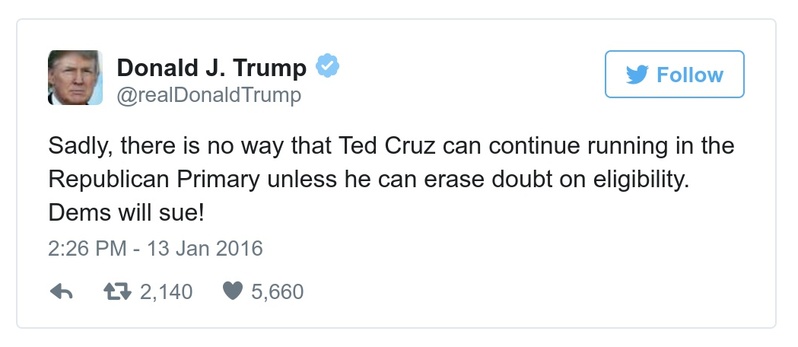 Donald J. Trump
Follow
@realDonaldTrump
Sadly, there is no way that Ted Cruz can continue running in the
Republican Primary unless he can erase doubt on eligibility.
Dems will sue!
2:26 PM - 13 Jan 2016
2,140 5,660